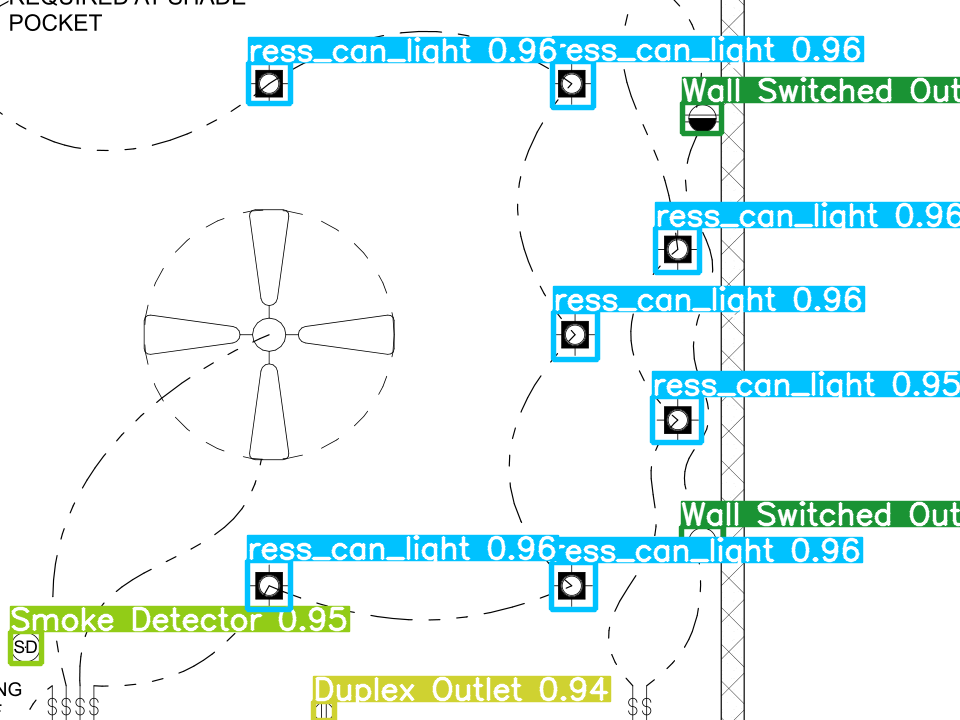 REQUIRED AT SHADE
POCKET
ress_can_light 0.96
ress_can_light 0.96
Wall Switched Out
ress_can_light 0.96
ress_can_light 0.96
ress_can_light 0.95
Wall Switched Out
ress_can_light 0.96
ress_can_light 0.96
Smoke Detector 0.95
SD
NG
Duplex Outlet 0.94
$$$$
$$